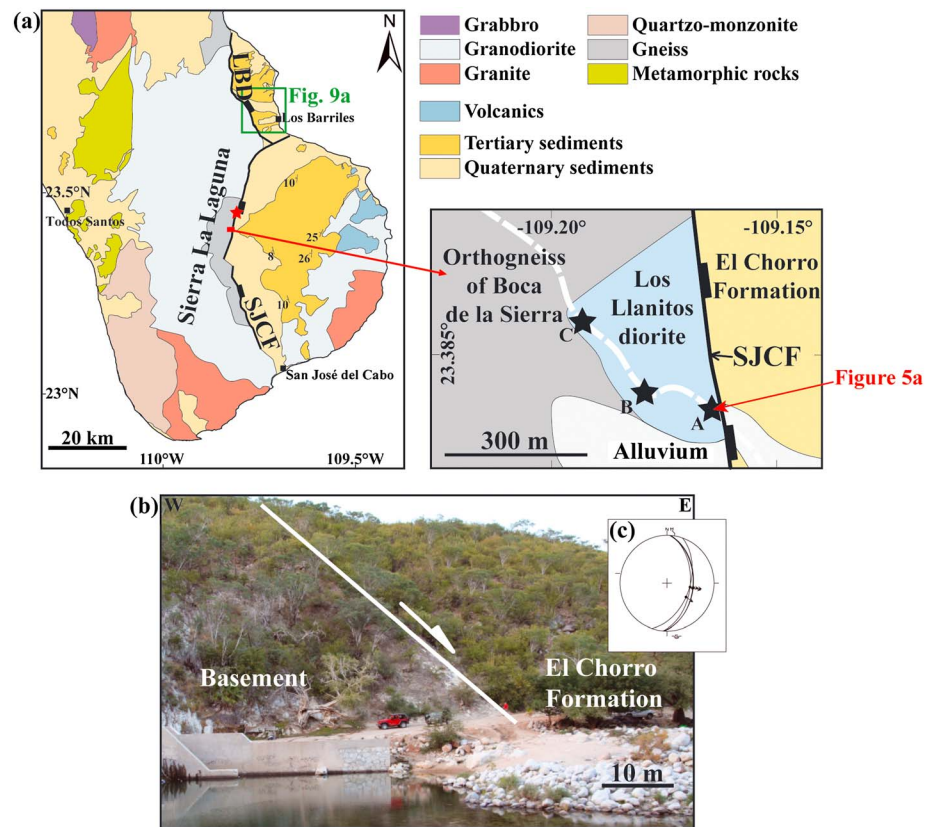 (a)
N
LBD
Fig. 9a
Los Barriles
23.5°N
Todos Santos
Sierra La Laguna
10
25
8
26
10
SJCF
San José del Cabo
23°N
20 km
110°W
109.5°W
Grabbro
Granodiorite
Granite
Volcanics
Tertiary sediments
Quaternary sediments
Quartzo-monzonite
Gneiss
Metamorphic rocks
-109.20°
-109.15°
Orthogneiss
of Boca
de la Sierra
Los
Llanitos
diorite
El Chorro
Formation
C
23.385°
SJCF
B
A
Figure 5a
300 m
Alluvium
(b)
W
E
(c)
Basement
El Chorro
Formation
10 m